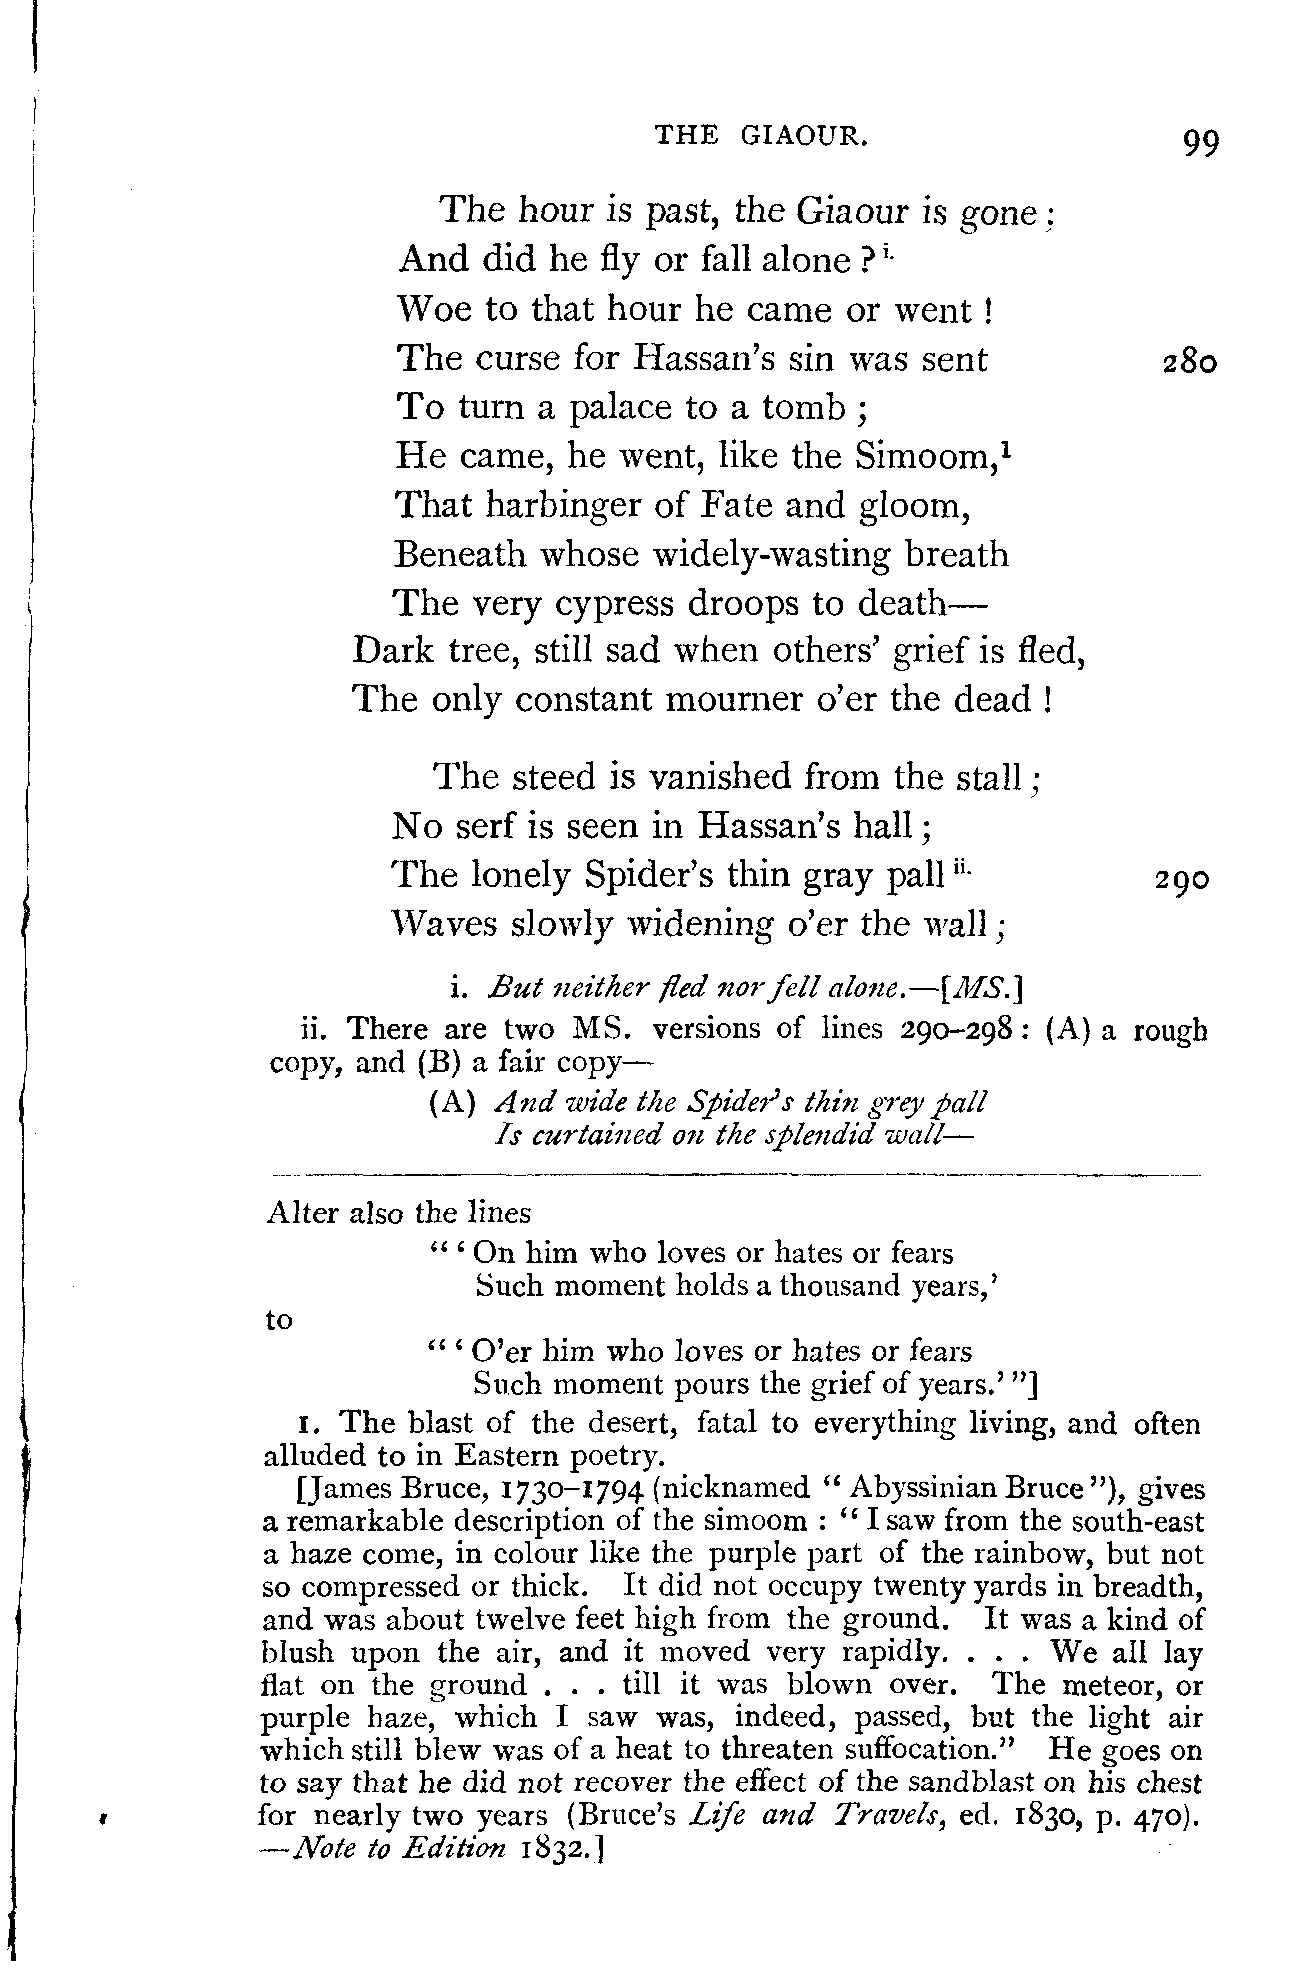 THE GIAOUR. 99
The hour is past, the Giaour is gone;
And did he fly or fall alone? i.
Woe to that hour he came or went!
The curse for Hassan's sin was sent 280
To turn a palace to a tomb;
He came, he went, like the Simoom,¹
That harbinger of Fate and gloom,
Beneath whose widely-wasting breath
The very cypress droops to death—
Dark tree, still sad when others' grief is fled,
The only constant mourner o'er the dead!
The steed is vanished from the stall;
No serf is seen in Hassan's hall;
The lonely Spider's thin gray pall ii. 290
Waves slowly widening o'er the wall;
i. But neither fled nor fell alone.—[MS.]
ii. There are two MS. versions of lines 290–298: (A) a rough
copy, and (B) a fair copy—
(A) And wide the Spider's thin grey pall
Is curtained on the splendid wall—
Alter also the lines
"'On him who loves or hates or fears
Such moment holds a thousand years,'
to
"'O'er him who loves or hates or fears
Such moment pours the grief of years.'"]
1. The blast of the desert, fatal to everything living, and often
alluded to in Eastern poetry.
[James Bruce, 1730–1794 (nicknamed "Abyssinian Bruce"), gives
a remarkable description of the simoom: "I saw from the south-east
a haze come, in colour like the purple part of the rainbow, but not
so compressed or thick. It did not occupy twenty yards in breadth,
and was about twelve feet high from the ground. It was a kind of
blush upon the air, and it moved very rapidly. . . . We all lay
flat on the ground . . . till it was blown over. The meteor, or
purple haze, which I saw was, indeed, passed, but the light air
which still blew was of a heat to threaten suffocation." He goes on
to say that he did not recover the effect of the sandblast on his chest
for nearly two years (Bruce's Life and Travels, ed. 1830, p. 470).
—Note to Edition 1832.]